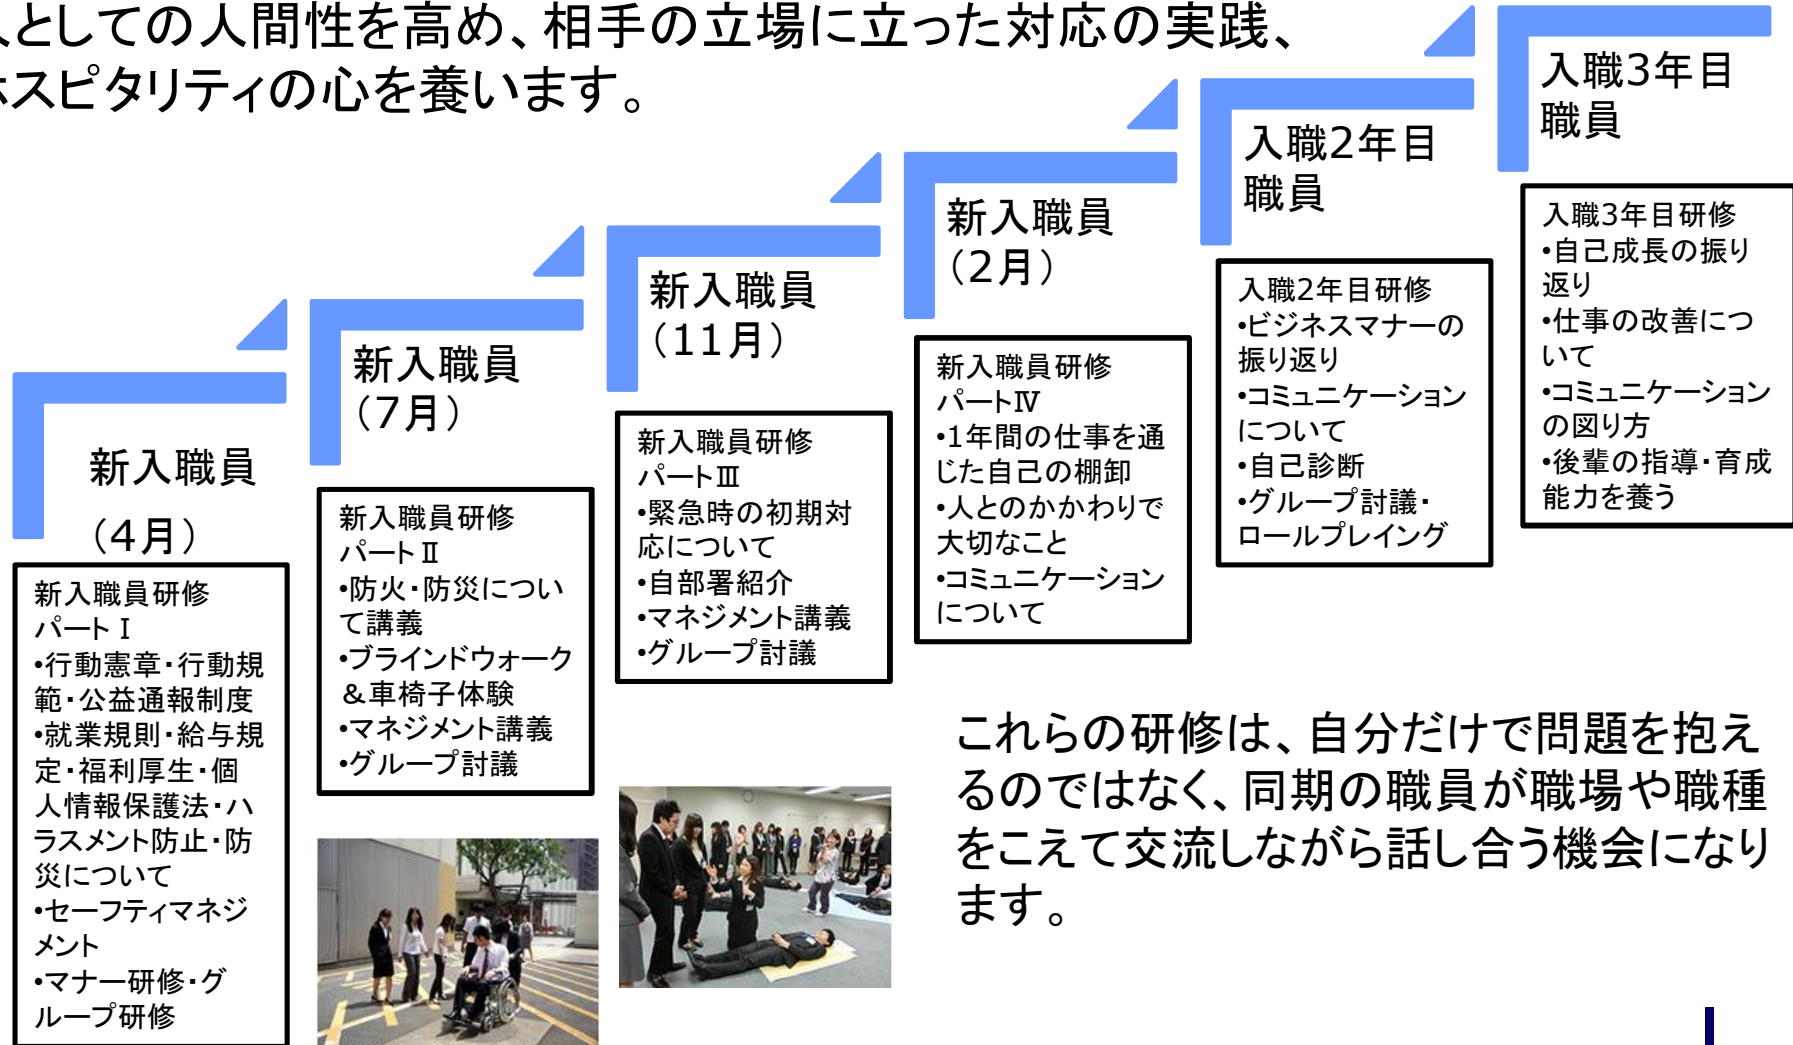 人としての人間性を高め、相手の立場に立った対応の実践、
ホスピタリティの心を養います。
新入職員
（4月）
新入職員研修
パートⅠ
•行動憲章・行動規
範・公益通報制度
•就業規則・給与規
定・福利厚生・個
人情報保護法・ハ
ラスメント防止・防
災について
•セーフティマネジ
メント
•マナー研修・グ
ループ研修
新入職員
（7月）
新入職員研修
パートⅡ
•防火・防災につい
て講義
•ブラインドウォーク
＆車椅子体験
•マネジメント講義
•グループ討議
新入職員
（11月）
新入職員研修
パートⅢ
•緊急時の初期対
応について
•自部署紹介
•マネジメント講義
•グループ討議
新入職員
（2月）
新入職員研修
パートⅣ
•1年間の仕事を通
じた自己の棚卸
•人とのかかわりで
大切なこと
•コミュニケーション
について
入職2年目
職員
入職2年目研修
•ビジネスマナーの
振り返り
•コミュニケーション
について
•自己診断
•グループ討議・
ロールプレイング
入職3年目
職員
入職3年目研修
•自己成長の振り
返り
•仕事の改善につ
いて
•コミュニケーション
の図り方
•後輩の指導・育成
能力を養う
これらの研修は、自分だけで問題を抱え
るのではなく、同期の職員が職場や職種
をこえて交流しながら話し合う機会になり
ます。